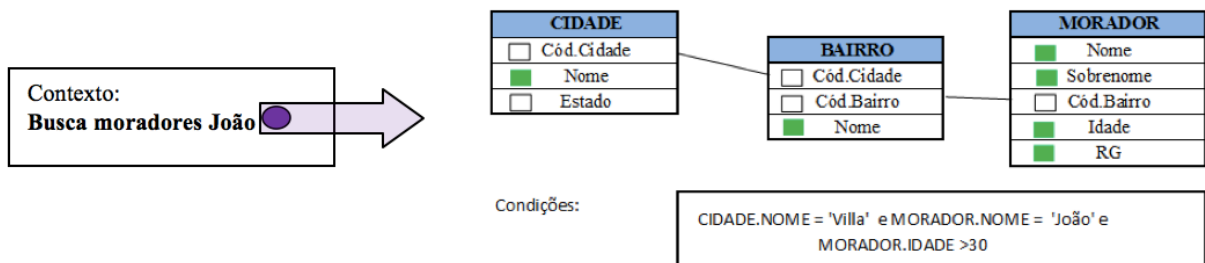 Contexto:
Busca moradores João
CIDADE
Cód.Cidade
Nome
Estado
BAIRRO
Cód.Cidade
Cód.Bairro
Nome
MORADOR
Nome
Sobrenome
Cód.Bairro
Idade
RG
Condições:
CIDADE.NOME = 'Villa' e MORADOR.NOME = 'João' e
MORADOR.IDADE >30